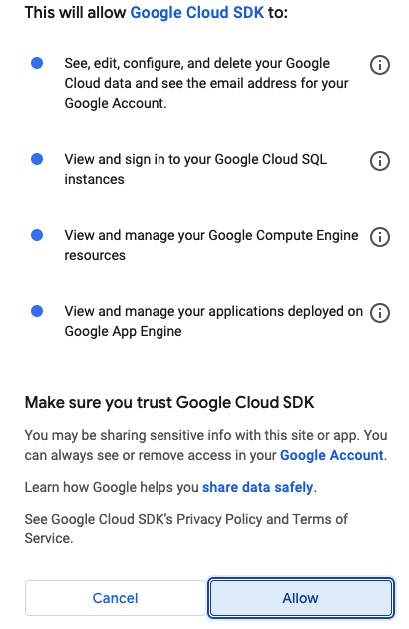 This will allow Google Cloud SDK to:
See, edit, configure, and delete your Google
Cloud data and see the email address for your
Google Account.
View and sign in to your Google Cloud SQL
instances
View and manage your Google Compute Engine
resources
View and manage your applications deployed on
Google App Engine
Make sure you trust Google Cloud SDK
You may be sharing sensitive info with this site or app. You
can always see or remove access in your Google Account.
Learn how Google helps you share data safely.
See Google Cloud SDK's Privacy Policy and Terms of
Service.
Cancel
Allow